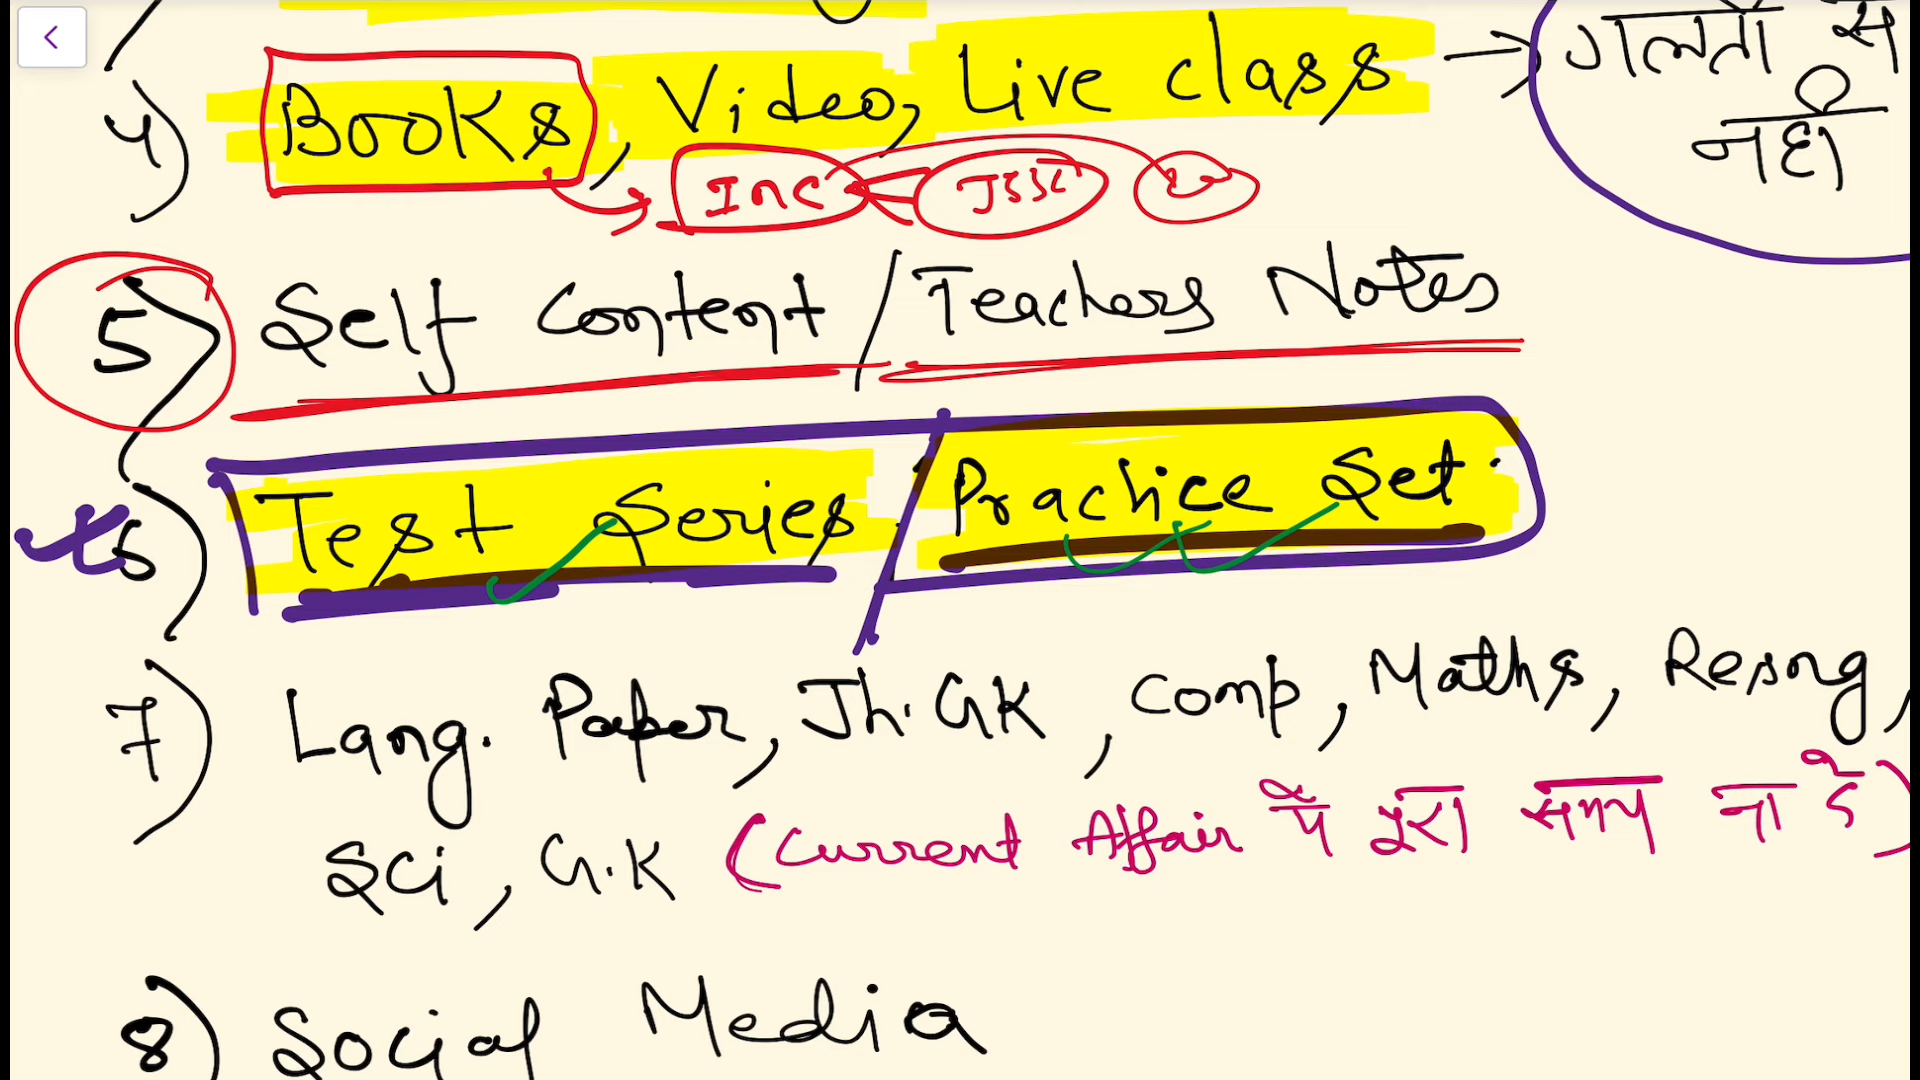 4) Books, Video, Live classes → गलती से नहीं
Inc JSSC
5) Self Content / Teachers Notes
6) Test Series / Practice Set.
7) Lang. Paper, Jh. GK, Comp, Maths, Resng,
Sci, G.K (Current Affair में पूरा समय ना दे)
8) Social Media